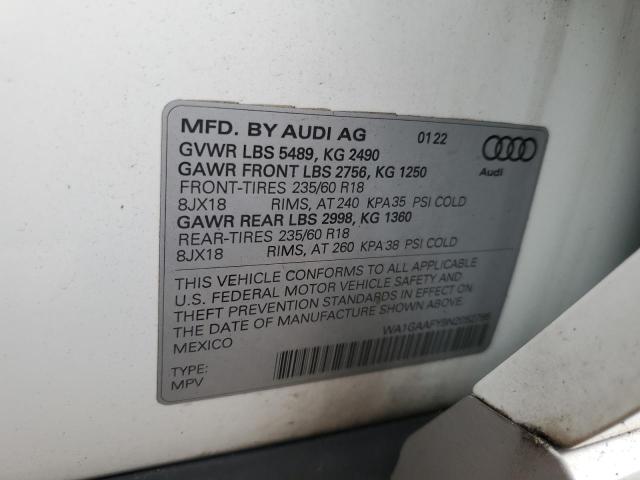 MFD. BY AUDI AG 01 22
GVWR LBS 5489, KG 2490
GAWR FRONT LBS 2756, KG 1250
FRONT-TIRES 235/60 R18
8JX18 RIMS, AT 240 KPA 35 PSI COLD
GAWR REAR LBS 2998, KG 1360
REAR-TIRES 235/60 R18
8JX18 RIMS, AT 260 KPA 38 PSI COLD
Audi
THIS VEHICLE CONFORMS TO ALL APPLICABLE
U.S. FEDERAL MOTOR VEHICLE SAFETY AND
THEFT PREVENTION STANDARDS IN EFFECT ON
THE DATE OF MANUFACTURE SHOWN ABOVE.
MEXICO
TYPE:
MPV